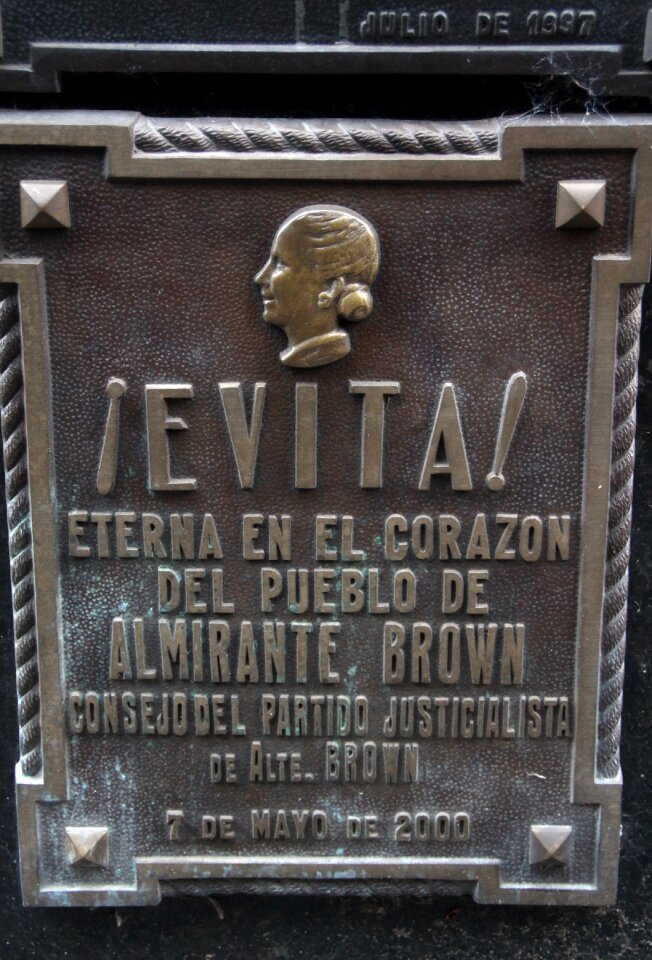 JULIO DE 1997
¡EVITA!
ETERNA EN EL CORAZON
DEL PUEBLO DE
ALMIRANTE BROWN
CONSEJO DEL PARTIDO JUSTICIALISTA
DE ALTE. BROWN
7 DE MAYO DE 2000